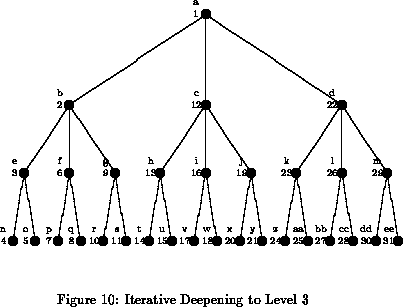 a
1
b c d
2 12 22
e f g h i j k l m
3 6 9 13 16 19 23 26 29
n o p q r s t u v w x y z aa bb cc dd ee
4 5 7 8 10 11 14 15 17 18 20 21 24 25 27 28 30 31
Figure 10: Iterative Deepening to Level 3